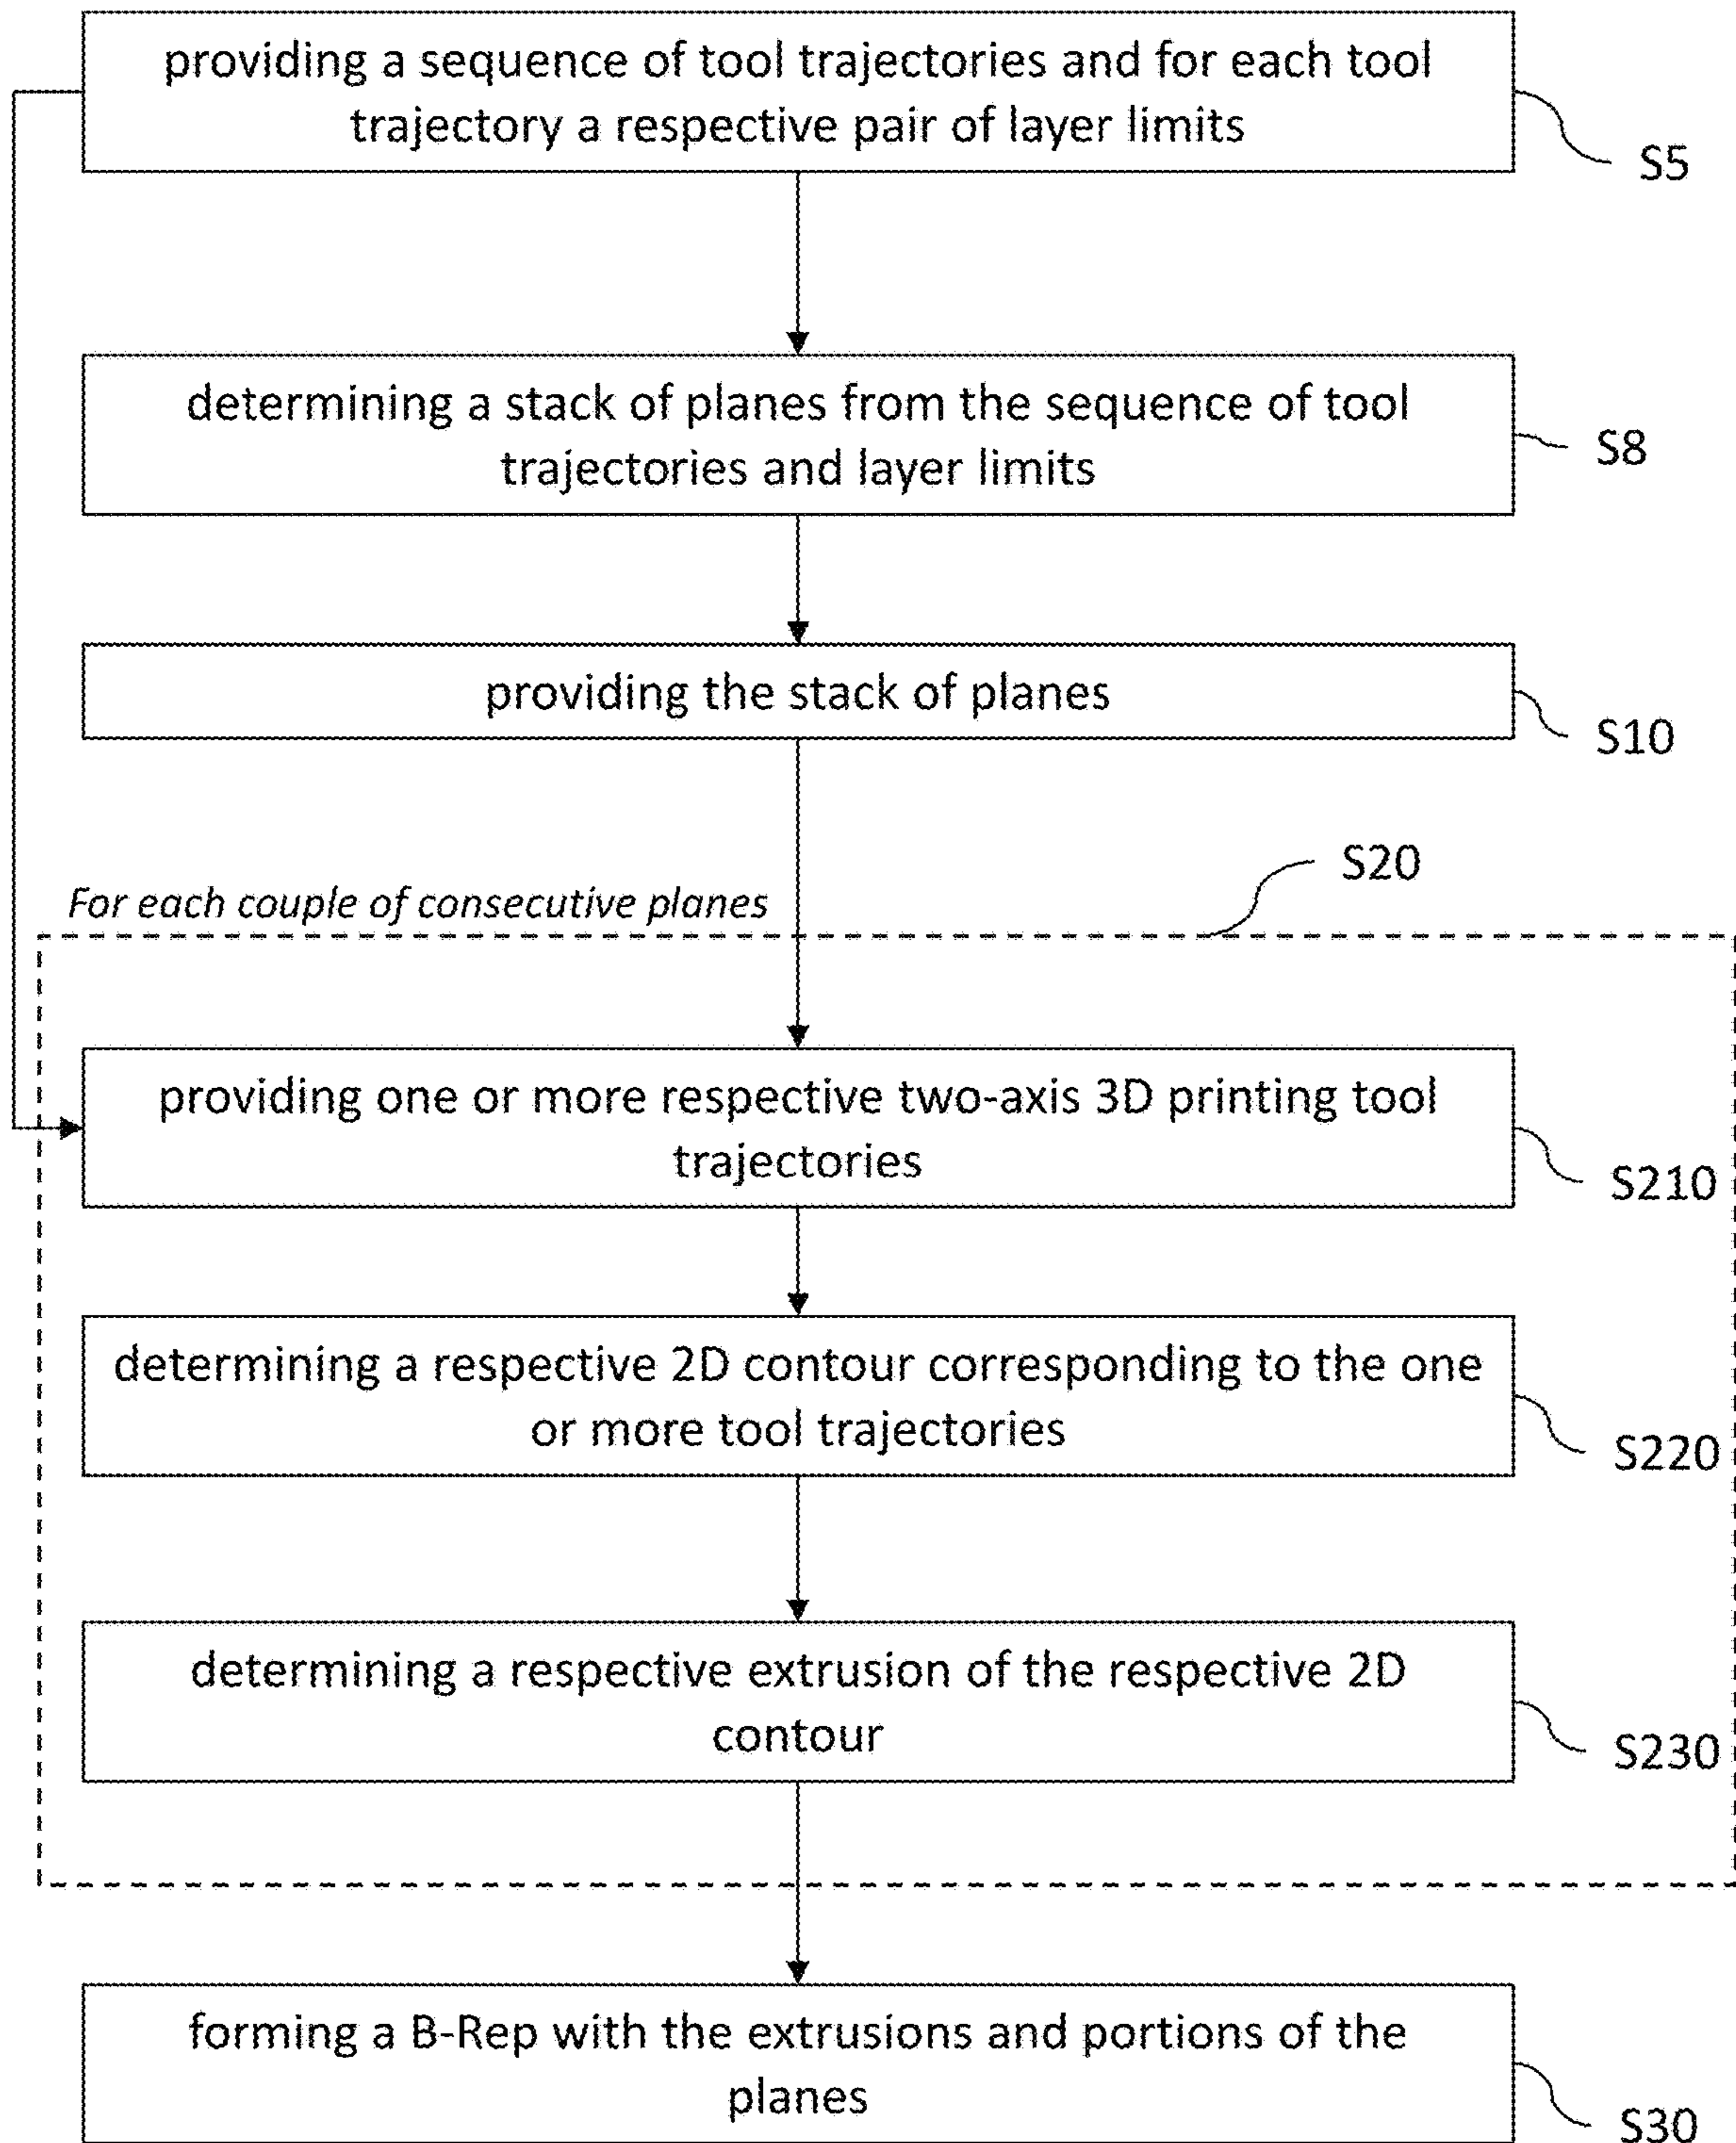 providing a sequence of tool trajectories and for each tool
trajectory a respective pair of layer limits
S5
determining a stack of planes from the sequence of tool
trajectories and layer limits
S8
providing the stack of planes
S10
S20
For each couple of consecutive planes
providing one or more respective two-axis 3D printing tool
trajectories
S210
determining a respective 2D contour corresponding to the one
or more tool trajectories
S220
determining a respective extrusion of the respective 2D
contour
S230
forming a B-Rep with the extrusions and portions of the
planes
S30